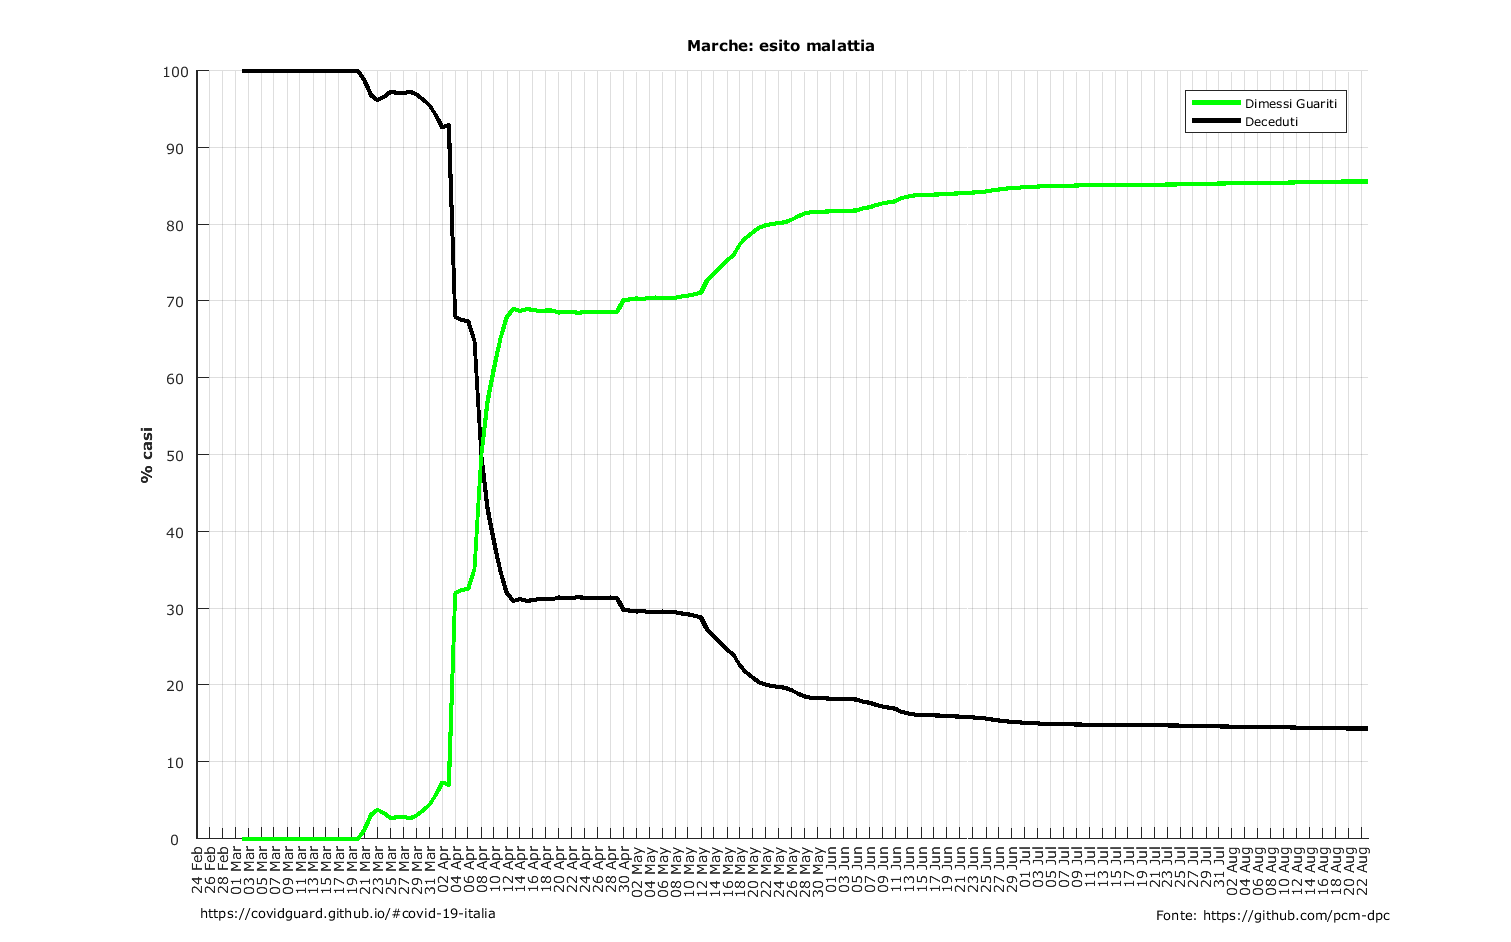 Marche: esito malattia
Dimessi Guariti
Deceduti
% casi
100
90
80
70
60
50
40
30
20
10
0
24 Feb
26 Feb
28 Feb
01 Mar
03 Mar
05 Mar
07 Mar
09 Mar
11 Mar
13 Mar
15 Mar
17 Mar
19 Mar
21 Mar
23 Mar
25 Mar
27 Mar
29 Mar
31 Mar
02 Apr
04 Apr
06 Apr
08 Apr
10 Apr
12 Apr
14 Apr
16 Apr
18 Apr
20 Apr
22 Apr
24 Apr
26 Apr
28 Apr
30 Apr
02 May
04 May
06 May
08 May
10 May
12 May
14 May
16 May
18 May
20 May
22 May
24 May
26 May
28 May
30 May
01 Jun
03 Jun
05 Jun
07 Jun
09 Jun
11 Jun
13 Jun
15 Jun
17 Jun
19 Jun
21 Jun
23 Jun
25 Jun
27 Jun
29 Jun
01 Jul
03 Jul
05 Jul
07 Jul
09 Jul
11 Jul
13 Jul
15 Jul
17 Jul
19 Jul
21 Jul
23 Jul
25 Jul
27 Jul
29 Jul
31 Jul
02 Aug
04 Aug
06 Aug
08 Aug
10 Aug
12 Aug
14 Aug
16 Aug
18 Aug
20 Aug
22 Aug
https://covidguard.github.io/#covid-19-italia
Fonte: https://github.com/pcm-dpc